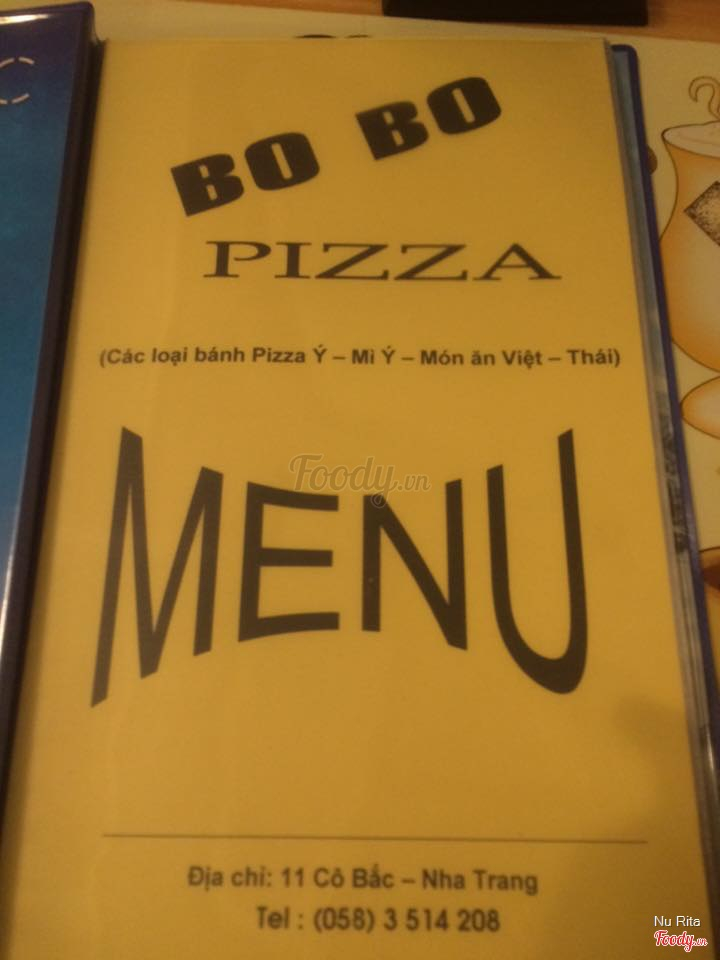 BO BO
PIZZA
(Các loại bánh Pizza Ý – Mì Ý – Món ăn Việt – Thái)
Foody.vn
MENU
Địa chỉ: 11 Cô Bắc – Nha Trang
Tel : (058) 3 514 208
Nu Rita
Foody.vn